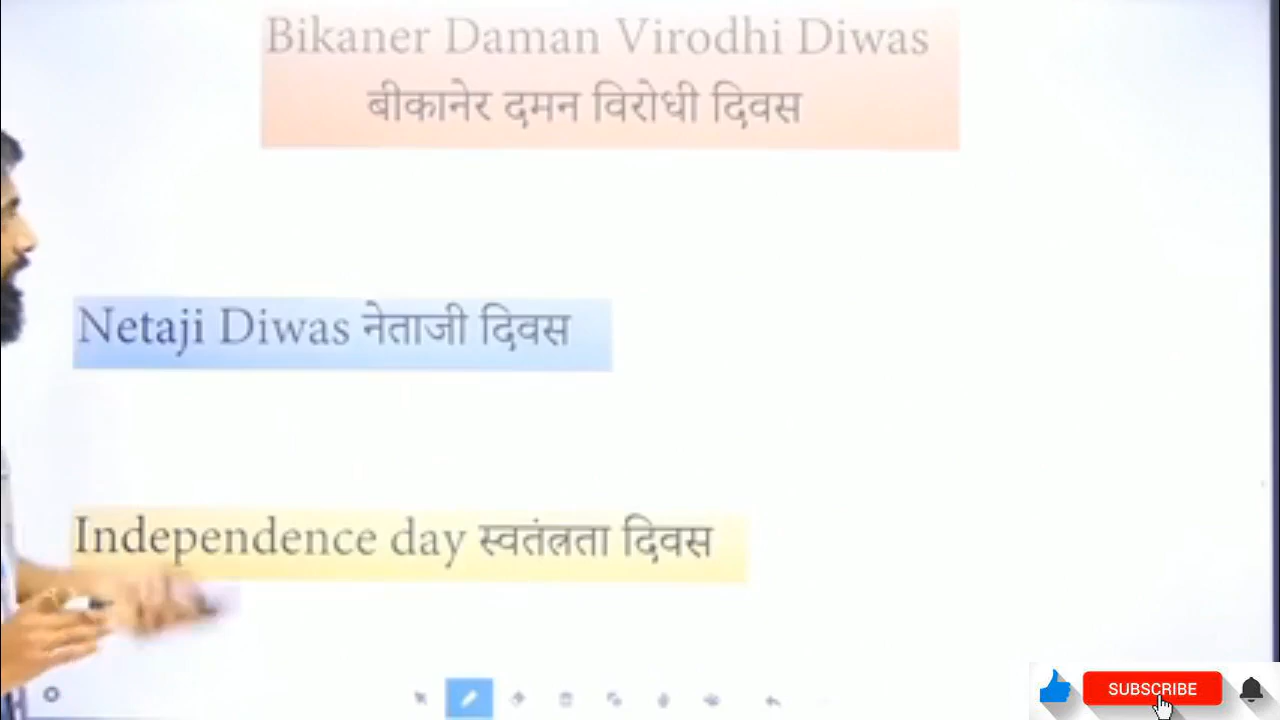 Bikaner Daman Virodhi Diwas
बीकानेर दमन विरोधी दिवस
Netaji Diwas नेताजी दिवस
Independence day स्वतंत्रता दिवस
SUBSCRIBE